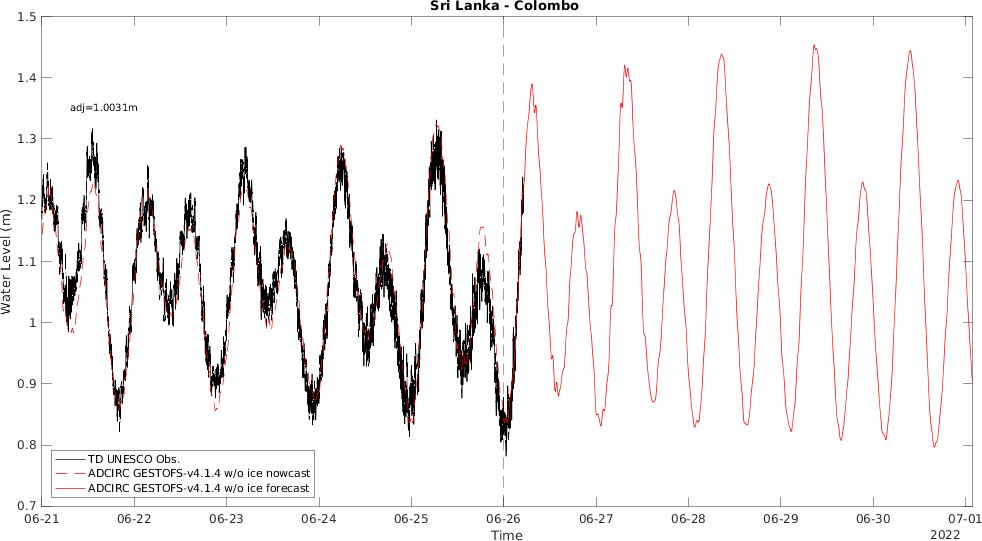 Sri Lanka - Colombo
1.5
1.4
1.3
1.2
1.1
1
0.9
0.8
0.7
Water Level (m)
adj=1.0031m
TD UNESCO Obs.
ADCIRC GESTOFS-v4.1.4 w/o ice nowcast
ADCIRC GESTOFS-v4.1.4 w/o ice forecast
06-21 06-22 06-23 06-24 06-25 06-26 06-27 06-28 06-29 06-30 07-01
Time
2022